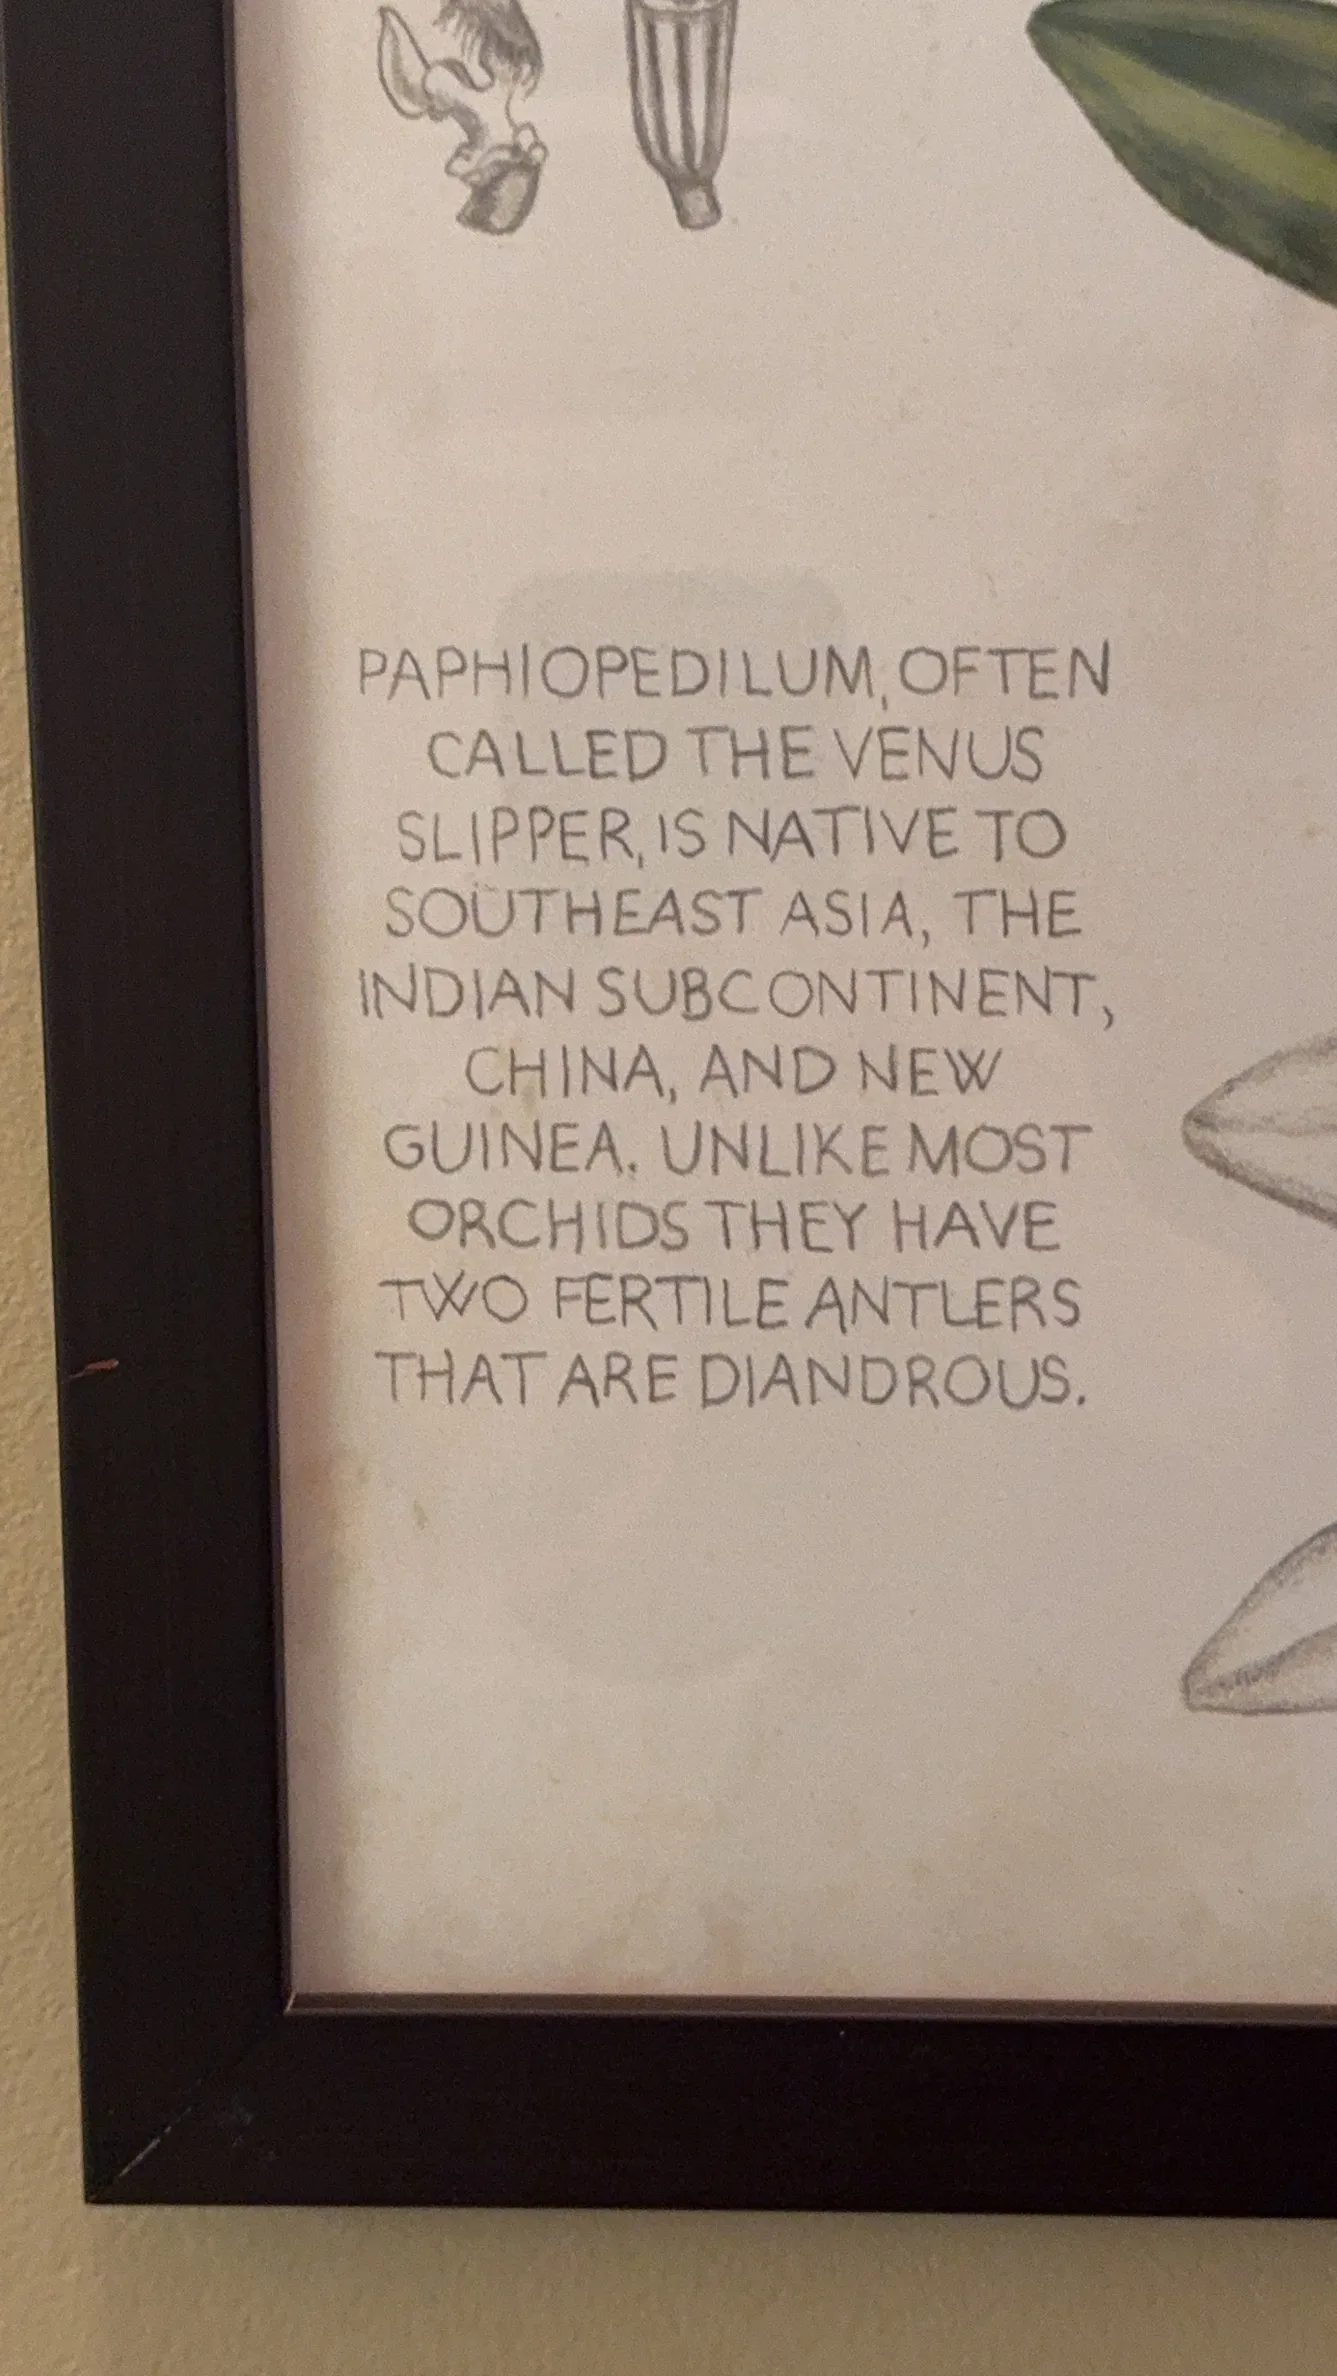 PAPHIOPEDILUM, OFTEN
CALLED THE VENUS
SLIPPER, IS NATIVE TO
SOUTHEAST ASIA, THE
INDIAN SUBCONTINENT,
CHINA, AND NEW
GUINEA. UNLIKE MOST
ORCHIDS THEY HAVE
TWO FERTILE ANTLERS
THAT ARE DIANDROUS.